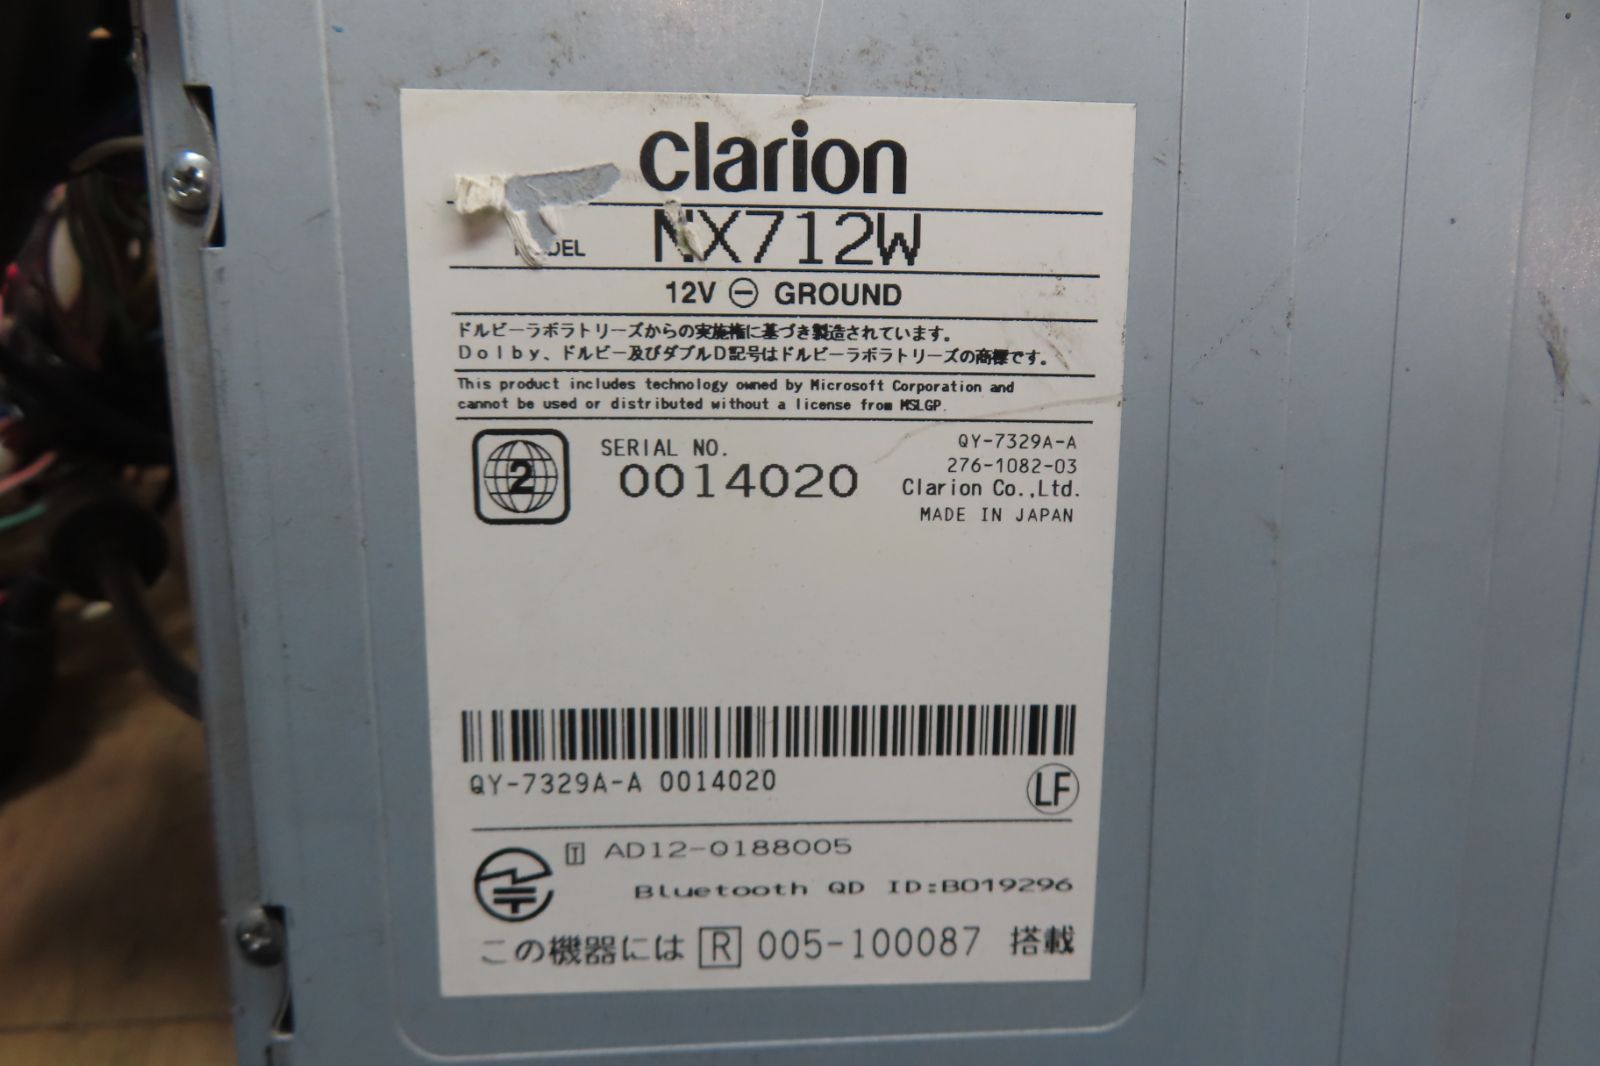 Clarion
MODEL NX712W
12V ⊖ GROUND
ドルビーラボラトリーズからの実施権に基づき製造されています。
Dolby、ドルビー及びダブルD記号はドルビーラボラトリーズの商標です。
This product includes technology owned by Microsoft Corporation and
cannot be used or distributed without a license from MSLGP.
2
SERIAL NO.
0014020
QY-7329A-A
276-1082-03
Clarion Co.,Ltd.
MADE IN JAPAN
QY-7329A-A 0014020
LF
T AD12-0188005
Bluetooth QD ID:B019296
この機器には R 005-100087 搭載